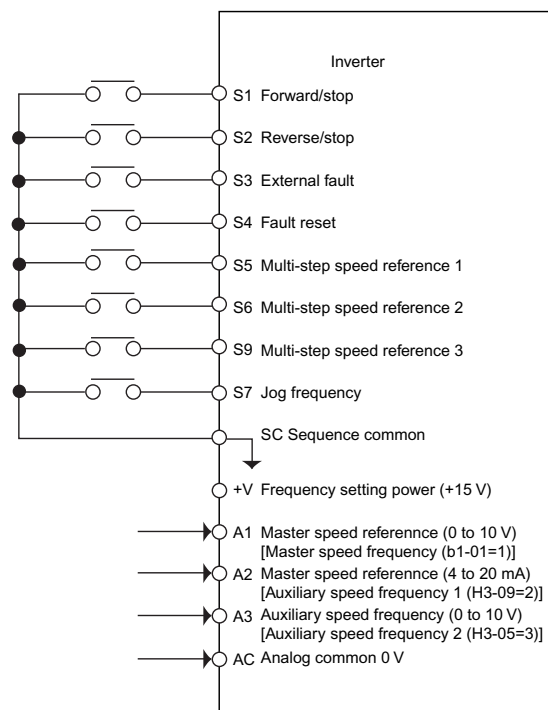 Inverter
S1 Forward/stop
S2 Reverse/stop
S3 External fault
S4 Fault reset
S5 Multi-step speed reference 1
S6 Multi-step speed reference 2
S9 Multi-step speed reference 3
S7 Jog frequency
SC Sequence common
+V Frequency setting power (+15 V)
A1 Master speed referennce (0 to 10 V)
[Master speed frequency (b1-01=1)]
A2 Master speed referennce (4 to 20 mA)
[Auxiliary speed frequency 1 (H3-09=2)]
A3 Auxiliary speed frequency (0 to 10 V)
[Auxiliary speed frequency 2 (H3-05=3)]
AC Analog common 0 V